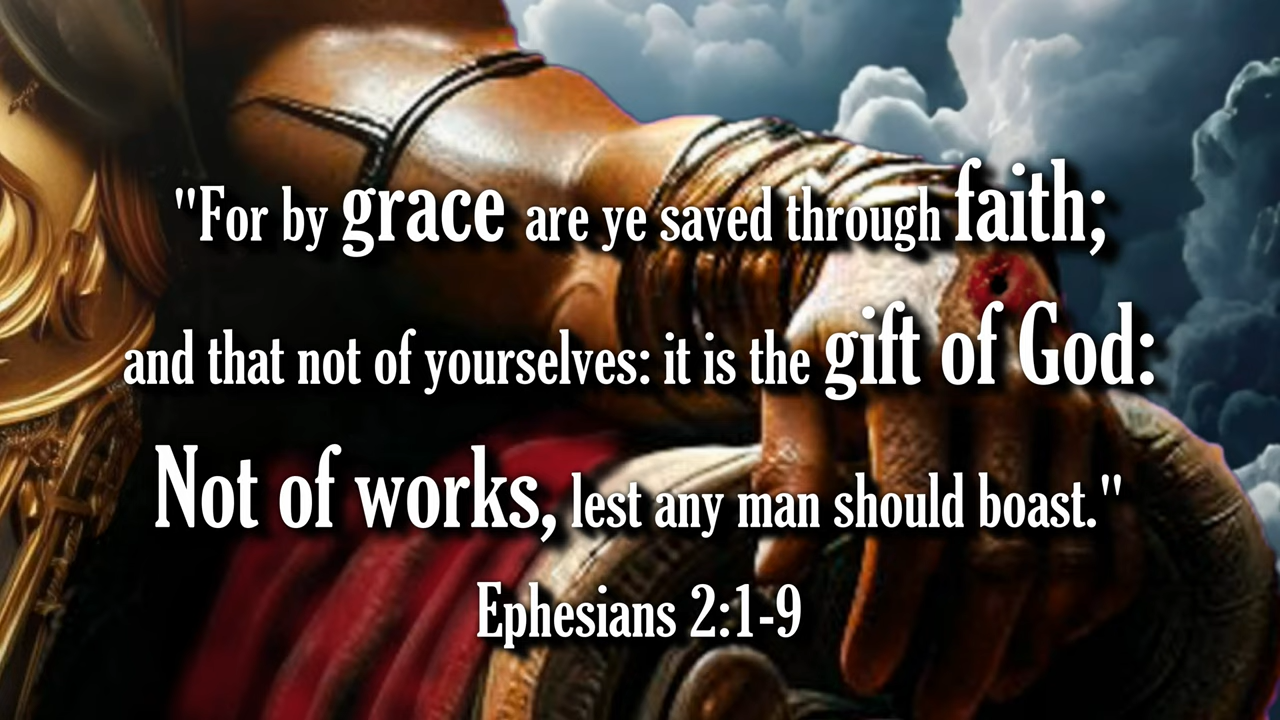 "For by grace are ye saved through faith;
and that not of yourselves: it is the gift of God:
Not of works, lest any man should boast."
Ephesians 2:1-9